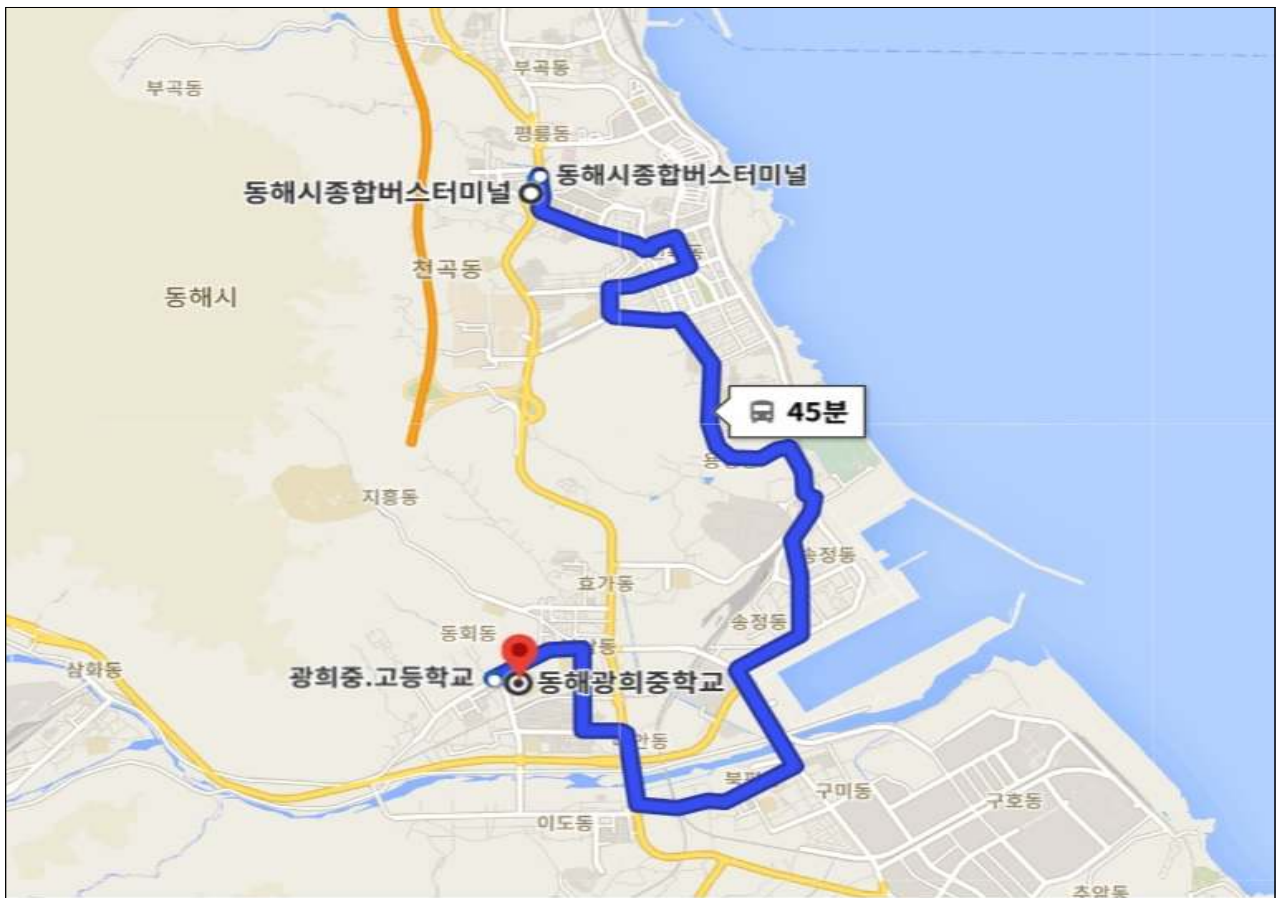 부곡동
부곡동
평릉동
동해시종합버스터미널
동해시종합버스터미널
천곡동
동해시
45분
지흥동
송정동
효가동
송정동
동회동
삼화동
광희중.고등학교
동해광희중학교
구미동
구호동
이도동
추암동